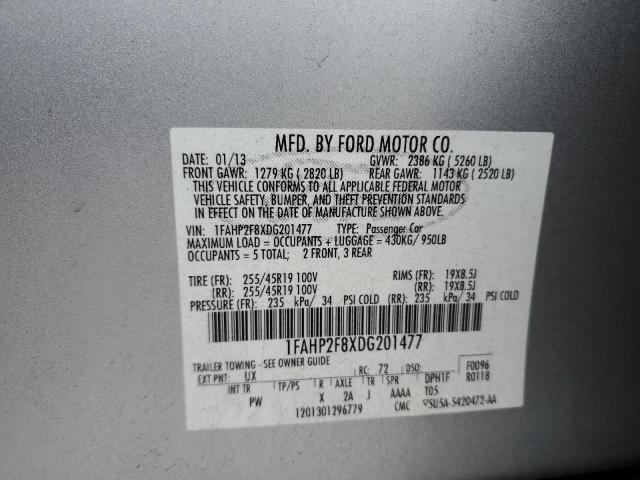 MFD. BY FORD MOTOR CO.
DATE: 01/13 GVWR: 2386 KG ( 5260 LB)
FRONT GAWR: 1279 KG ( 2820 LB) REAR GAWR: 1143 KG ( 2520 LB)
THIS VEHICLE CONFORMS TO ALL APPLICABLE FEDERAL MOTOR
VEHICLE SAFETY, BUMPER, AND THEFT PREVENTION STANDARDS
IN EFFECT ON THE DATE OF MANUFACTURE SHOWN ABOVE.
VIN: 1FAHP2F8XDG201477 TYPE: Passenger Car
MAXIMUM LOAD = OCCUPANTS + LUGGAGE = 430KG/ 950LB
OCCUPANTS = 5 TOTAL; 2 FRONT, 3 REAR
TIRE (FR): 255/45R19 100V RIMS (FR): 19X8.5J
(RR): 255/45R19 100V (RR): 19X8.5J
PRESSURE (FR): 235 kPa/ 34 PSI COLD (RR): 235 kPa/34 PSI COLD
1FAHP2F8XDG201477
TRAILER TOWING - SEE OWNER GUIDE
EXT PNT: UX RC: 72 DSO: F0096
INT TR TP/PS R AXLE TR SPR DPH1F R0118
PW X 2A J AAAA T05
1201301296779 CMC 5U5A-5420472-AA